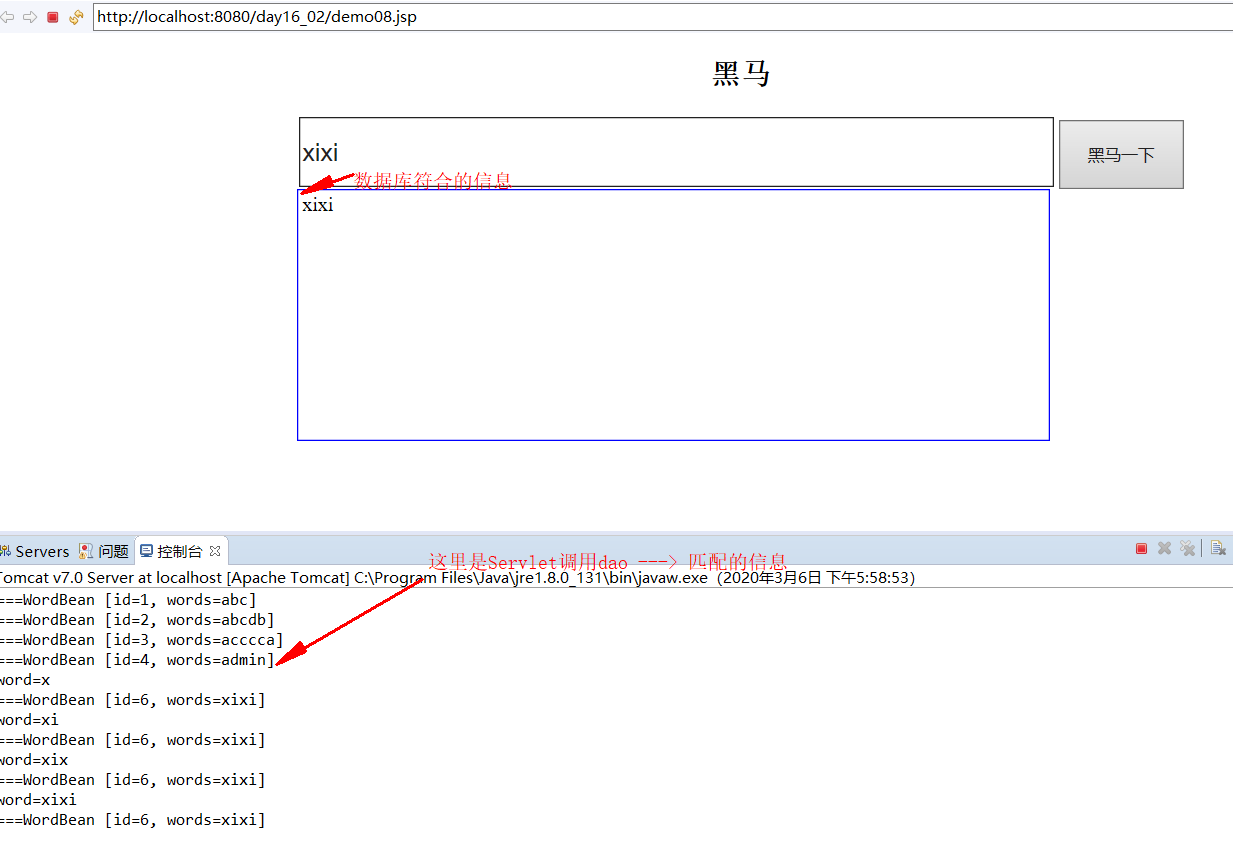 http://localhost:8080/day16_02/demo08.jsp
黑马
xixi
黑马一下
数据库符合的信息
xixi
Servers 问题 控制台
这里是Servlet调用dao ---> 匹配的信息
Tomcat v7.0 Server at localhost [Apache Tomcat] C:\Program Files\Java\jre1.8.0_131\bin\javaw.exe（2020年3月6日 下午5:58:53）
===WordBean [id=1, words=abc]
===WordBean [id=2, words=abcdb]
===WordBean [id=3, words=acccca]
===WordBean [id=4, words=admin]
word=x
===WordBean [id=6, words=xixi]
word=xi
===WordBean [id=6, words=xixi]
word=xix
===WordBean [id=6, words=xixi]
word=xixi
===WordBean [id=6, words=xixi]